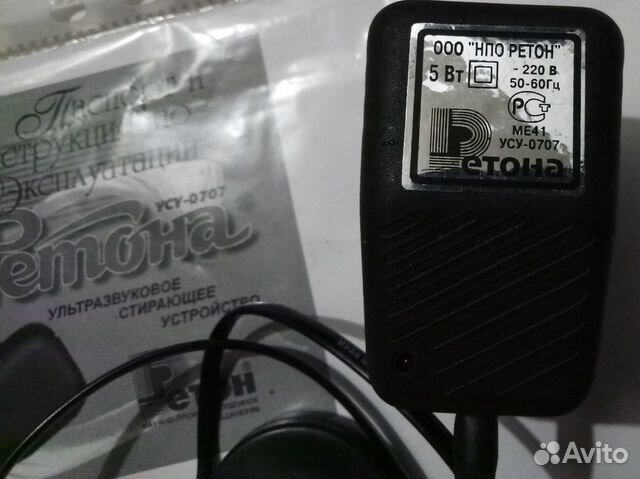 Паспорт и
инструкция по
Эксплуатации
УСУ-0707
Ретона
УЛЬТРАЗВУКОВОЕ
СТИРАЮЩЕЕ
УСТРОЙСТВО
Ретон
ООО "НПО РЕТОН"
5 Вт
~ 220 В
50-60Гц
РСТ
МЕ41
УСУ-0707
Ретона
Avito